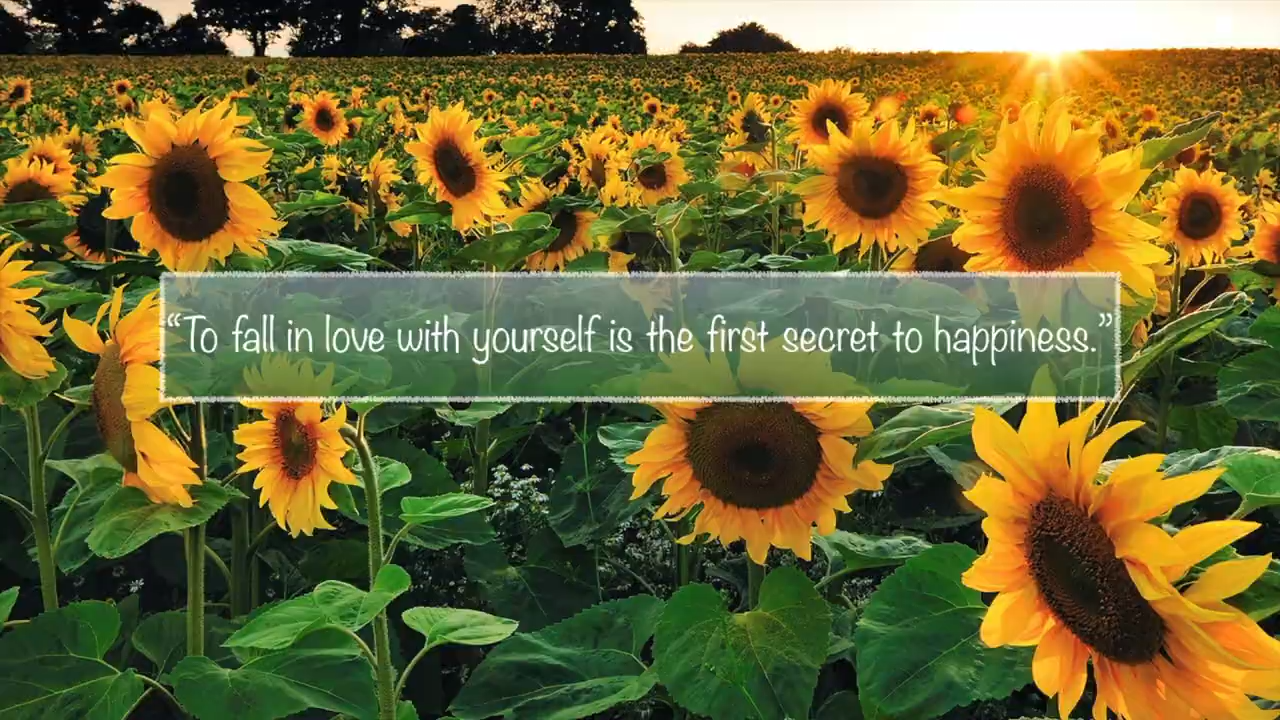 “To fall in love with yourself is the first secret to happiness.”